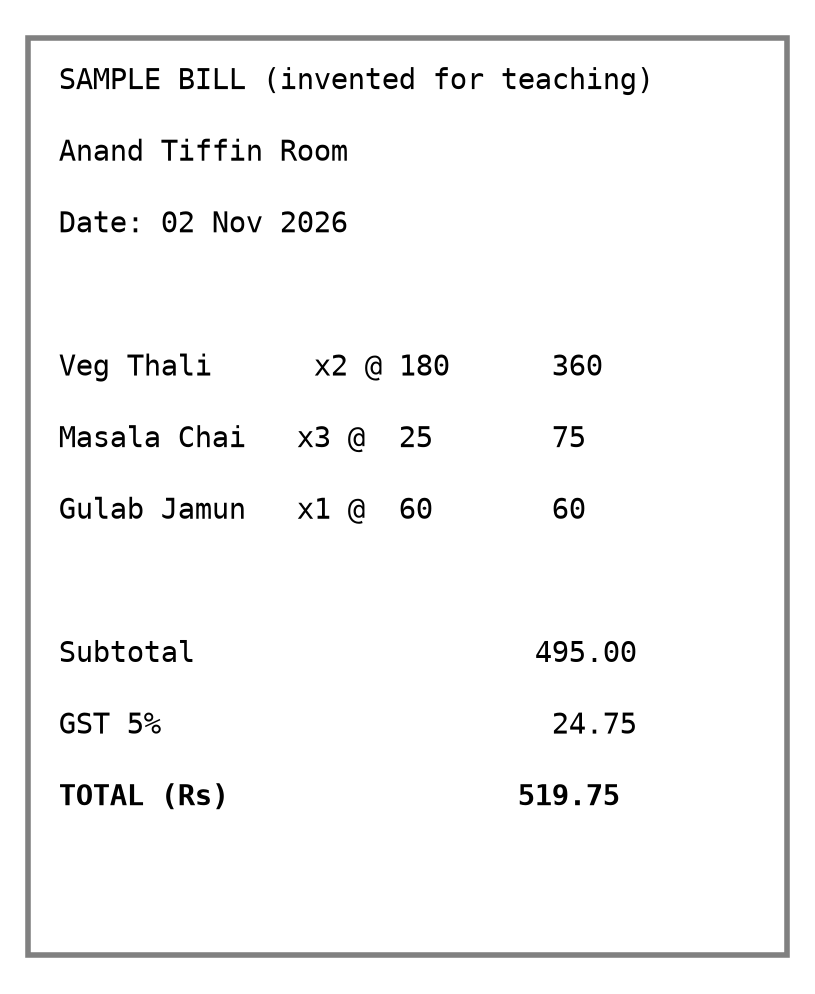 SAMPLE BILL (invented for teaching)
Anand Tiffin Room
Date: 02 Nov 2026
Veg Thali x2 @ 180 360
Masala Chai x3 @ 25 75
Gulab Jamun x1 @ 60 60
Subtotal 495.00
GST 5% 24.75
TOTAL (Rs) 519.75